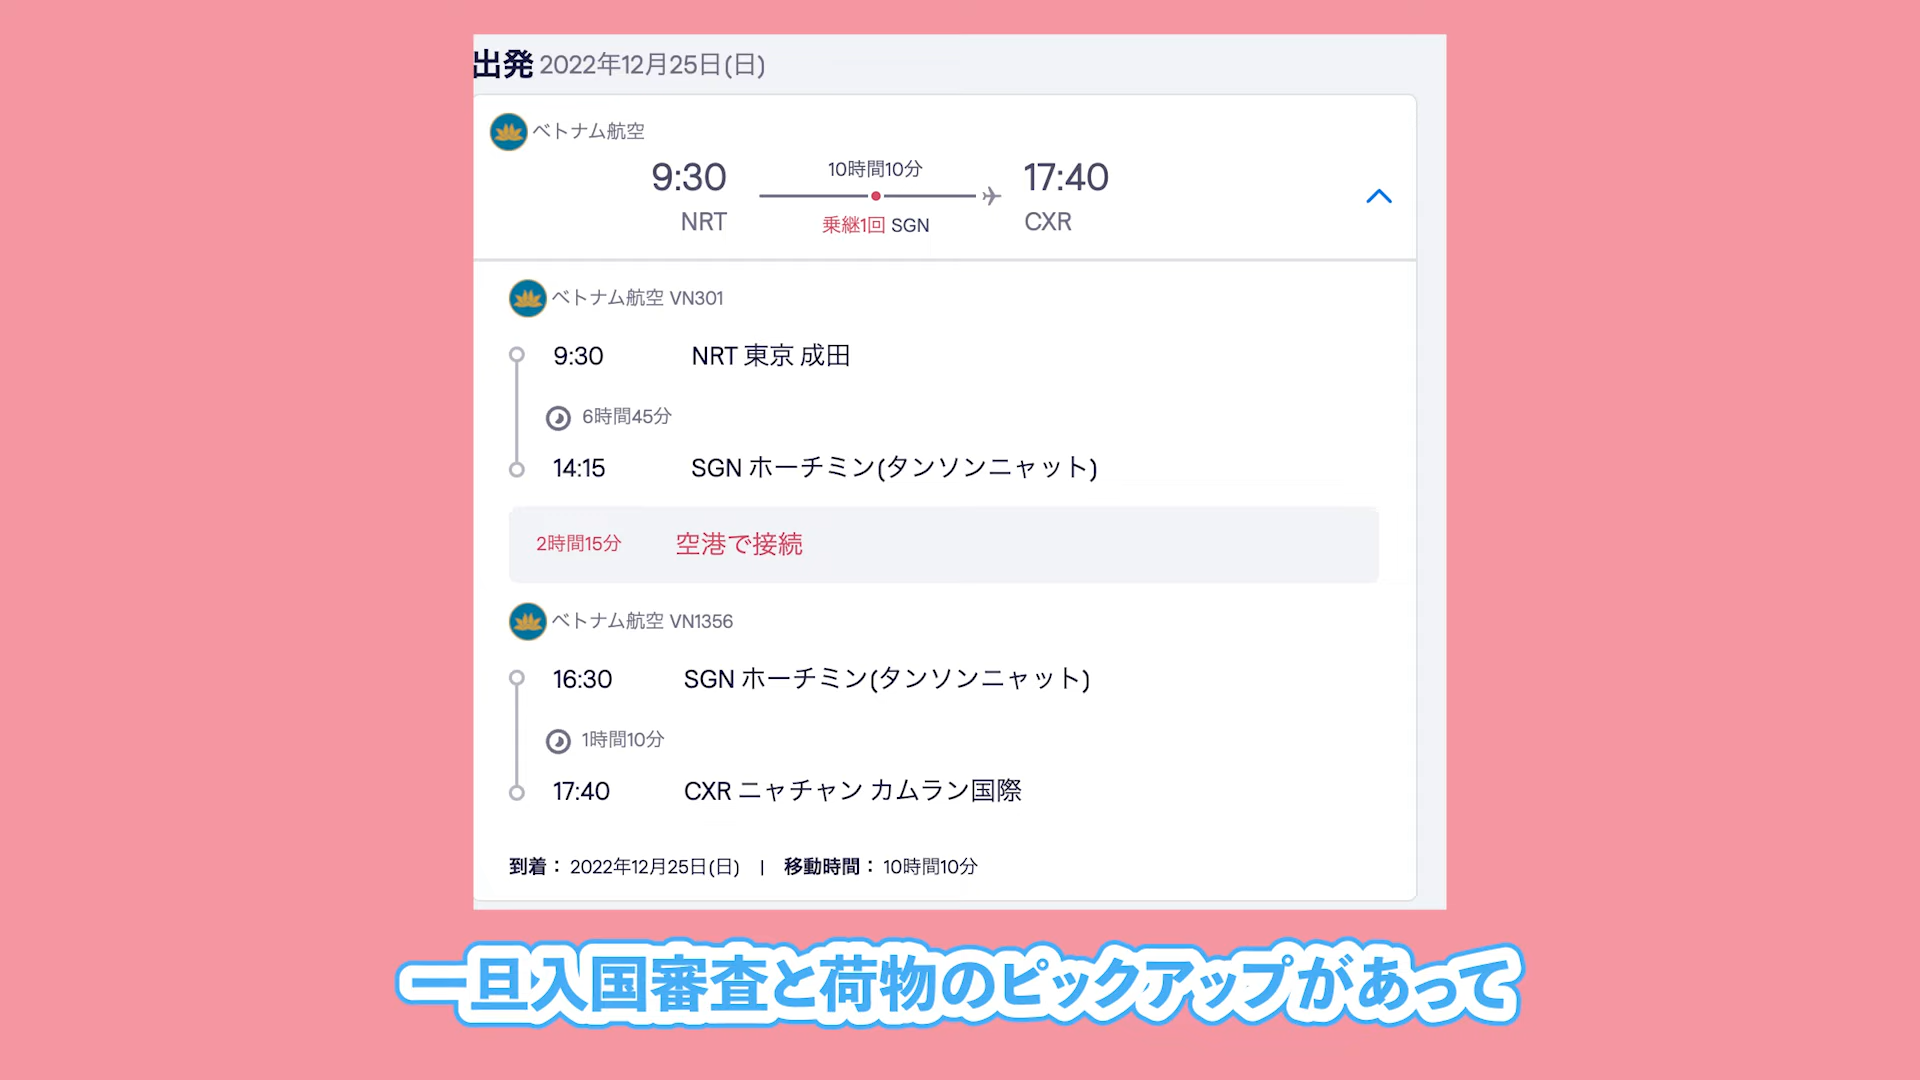 出発 2022年12月25日(日)
ベトナム航空
9:30 10時間10分 17:40
NRT 乗継1回 SGN CXR
ベトナム航空 VN301
9:30 NRT 東京 成田
6時間45分
14:15 SGN ホーチミン(タンソンニャット)
2時間15分 空港で接続
ベトナム航空 VN1356
16:30 SGN ホーチミン(タンソンニャット)
1時間10分
17:40 CXR ニャチャン カムラン国際
到着： 2022年12月25日(日) | 移動時間： 10時間10分
一旦入国審査と荷物のピックアップがあって